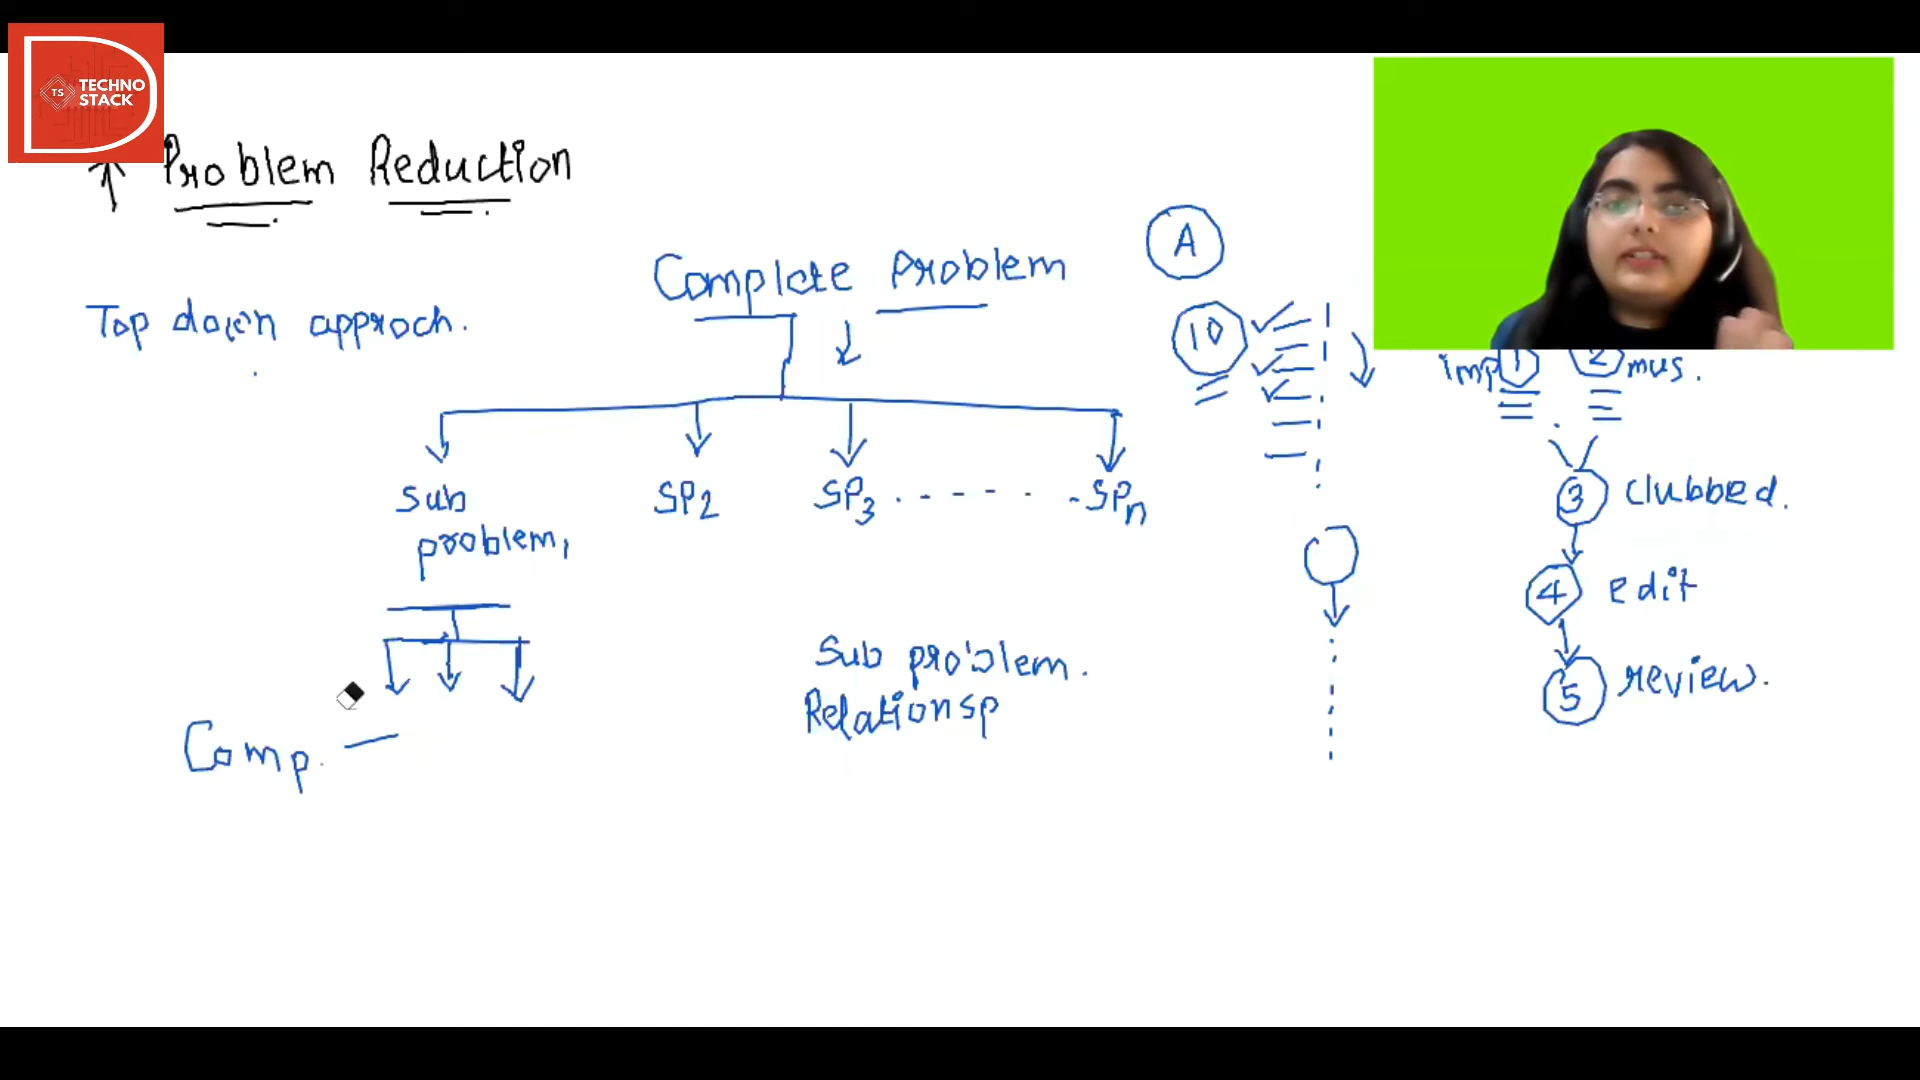 TS TECHNO
STACK
Problem Reduction
Top down approch.
Complete Problem
A
10
imp 1 2 mus.
Sub
problem1
SP2
SP3
SPn
3 clubbed.
4 edit
5 review.
Sub problem.
Relationsp
Comp.